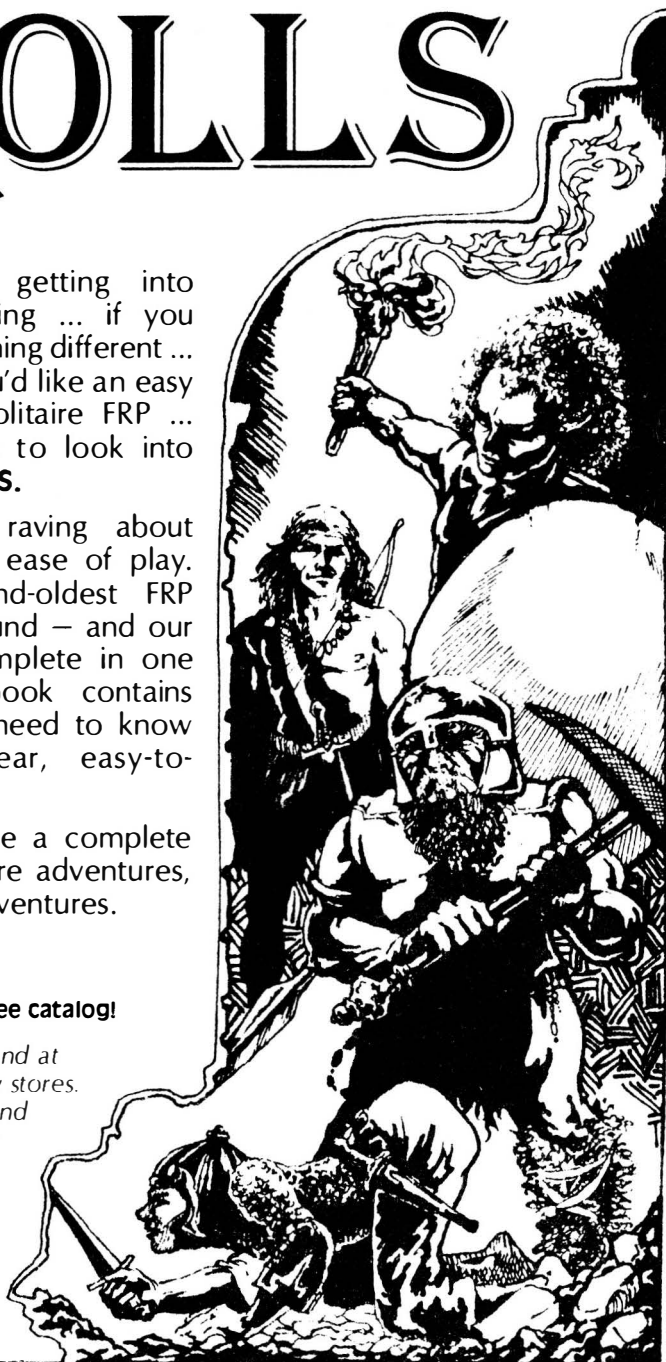 OLLS
getting into
ing ... if you
ning different ...
u'd like an easy
olitaire FRP ...
to look into
S.
raving about
ease of play.
nd-oldest FRP
und — and our
mplete in one
ook contains
need to know
ear, easy-to-
e a complete
re adventures,
ventures.
ee catalog!
nd at
y stores.
nd